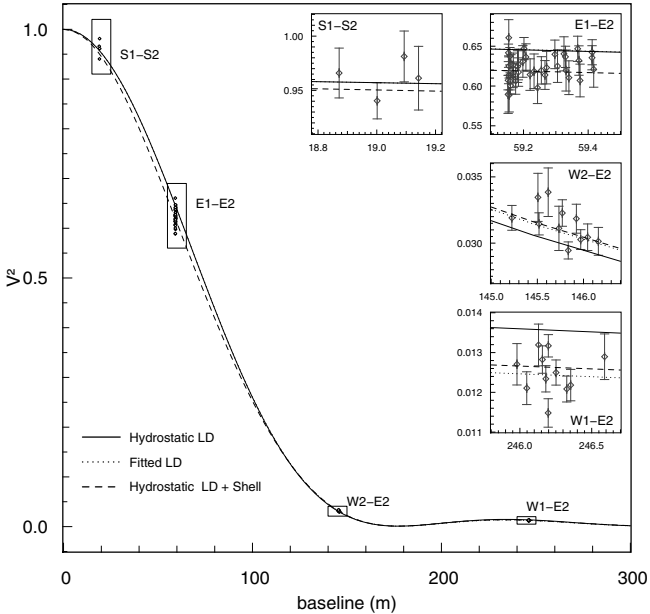 1.0
0.5
0.0
V²
0
100
200
300
baseline (m)
S1−S2
E1−E2
W2−E2
W1−E2
Hydrostatic LD
Fitted LD
Hydrostatic LD + Shell
S1−S2
1.00
0.95
18.8
19.0
19.2
E1−E2
0.65
0.60
0.55
59.2
59.4
W2−E2
0.035
0.030
145.0
145.5
146.0
W1−E2
0.014
0.013
0.012
0.011
246.0
246.5